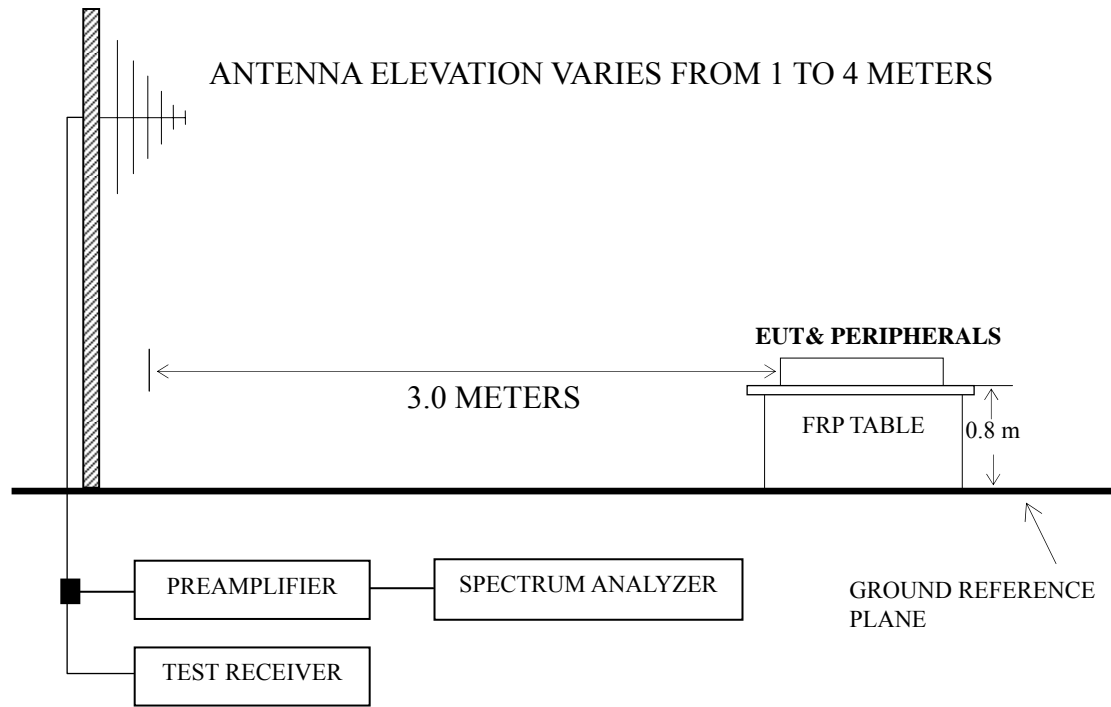 ANTENNA ELEVATION VARIES FROM 1 TO 4 METERS
EUT& PERIPHERALS
3.0 METERS
FRP TABLE
0.8 m
PREAMPLIFIER
SPECTRUM ANALYZER
GROUND REFERENCE
PLANE
TEST RECEIVER